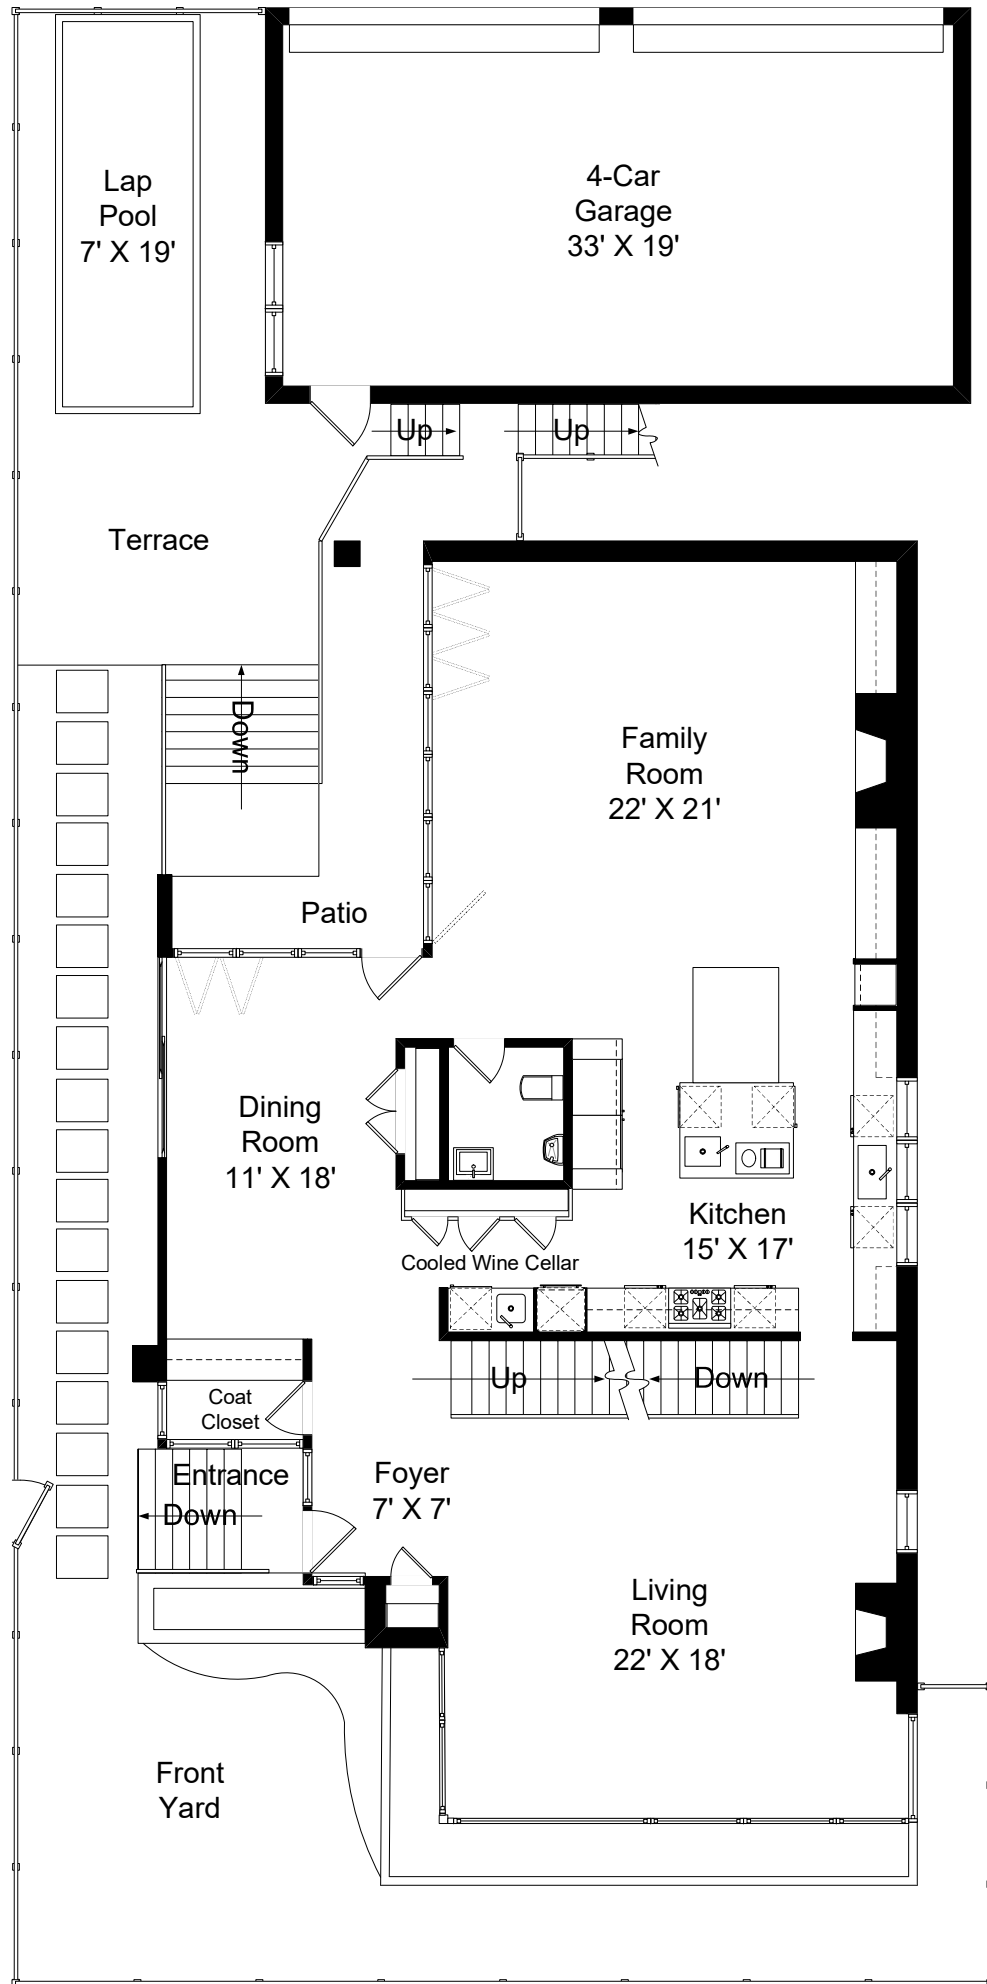 Lap
Pool
7' X 19'
4-Car
Garage
33' X 19'
Up
Up
Terrace
Down
Family
Room
22' X 21'
Patio
Dining
Room
11' X 18'
Kitchen
15' X 17'
Cooled Wine Cellar
Up
Down
Coat
Closet
Entrance
Down
Foyer
7' X 7'
Living
Room
22' X 18'
Front
Yard